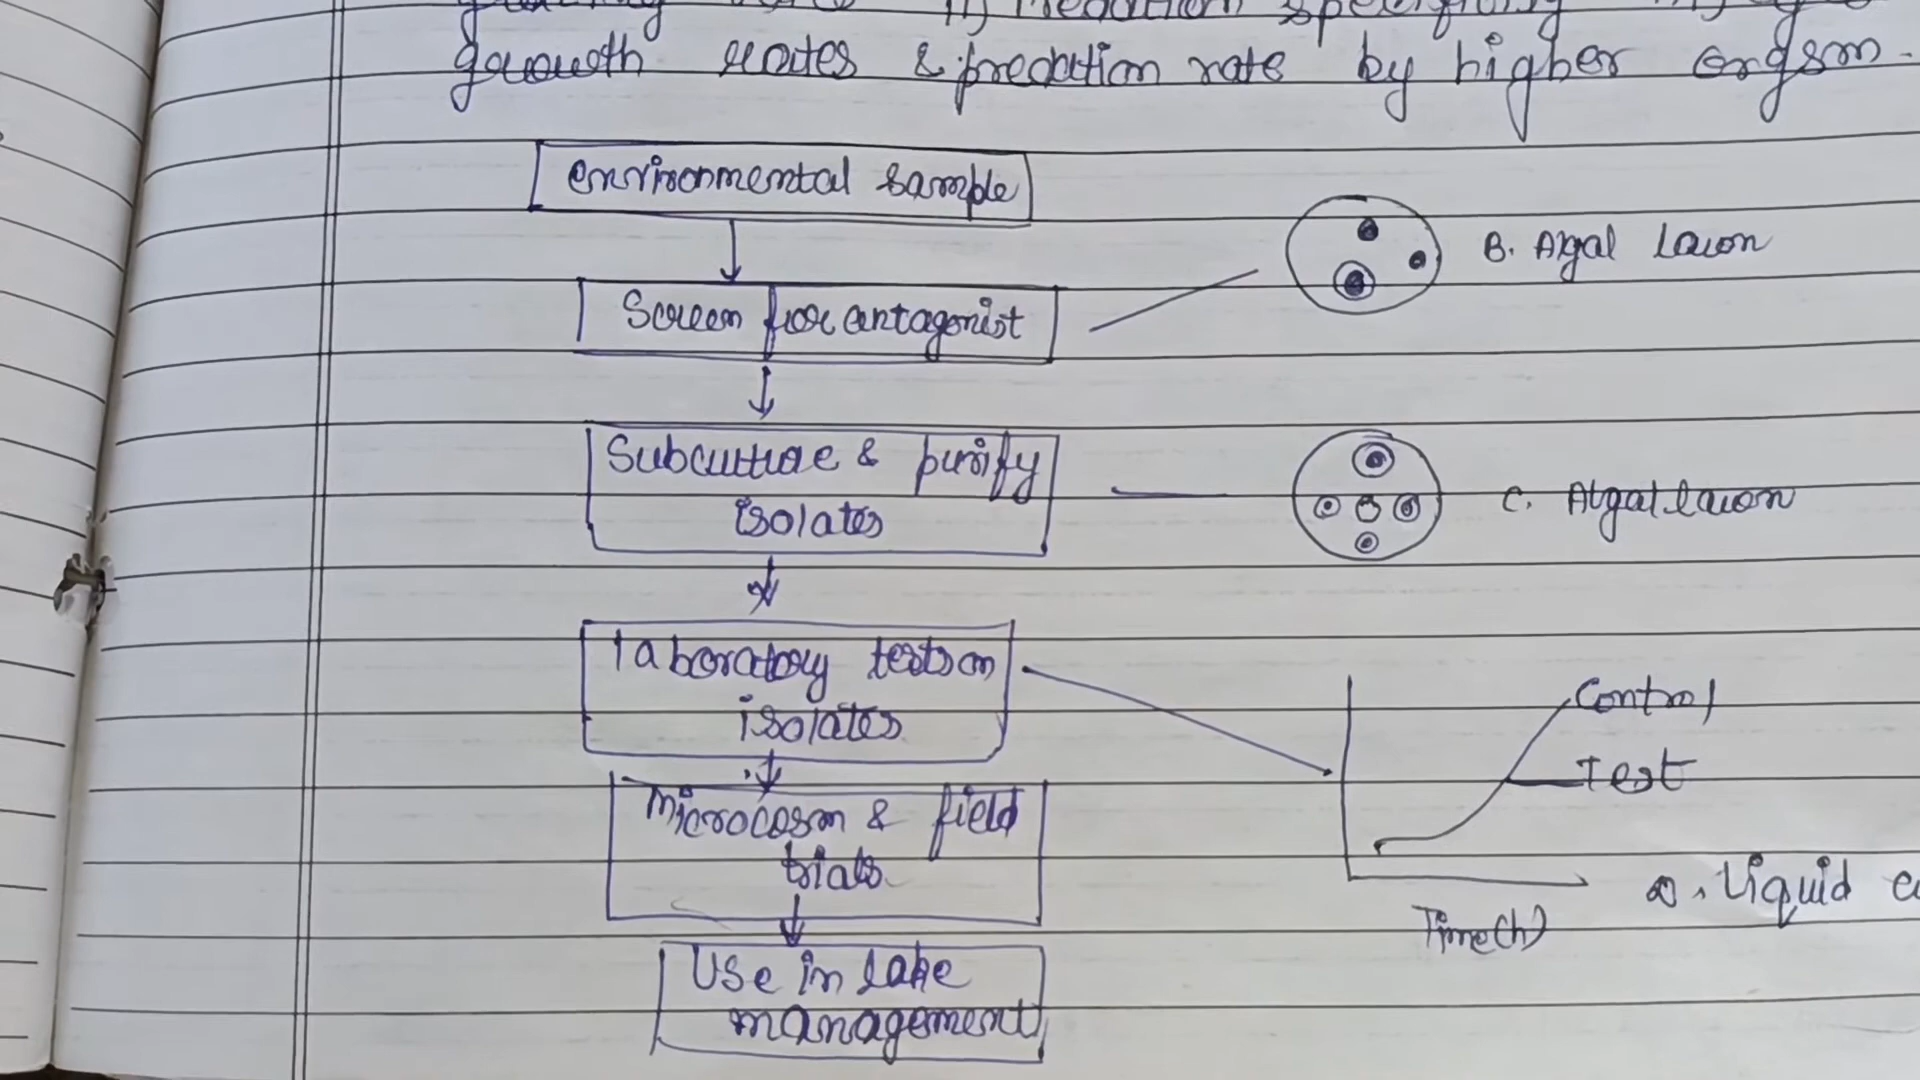 growth rates & predation rate by higher orgsm.
environmental sample
Screen for antagonist
B. Algal Lawn
Subculture & purify
isolates
C. Algal lawn
laboratory tests on
isolates
Control
Test
Microcosm & field
trials
Liquid
Time(h)
Use in lake
management